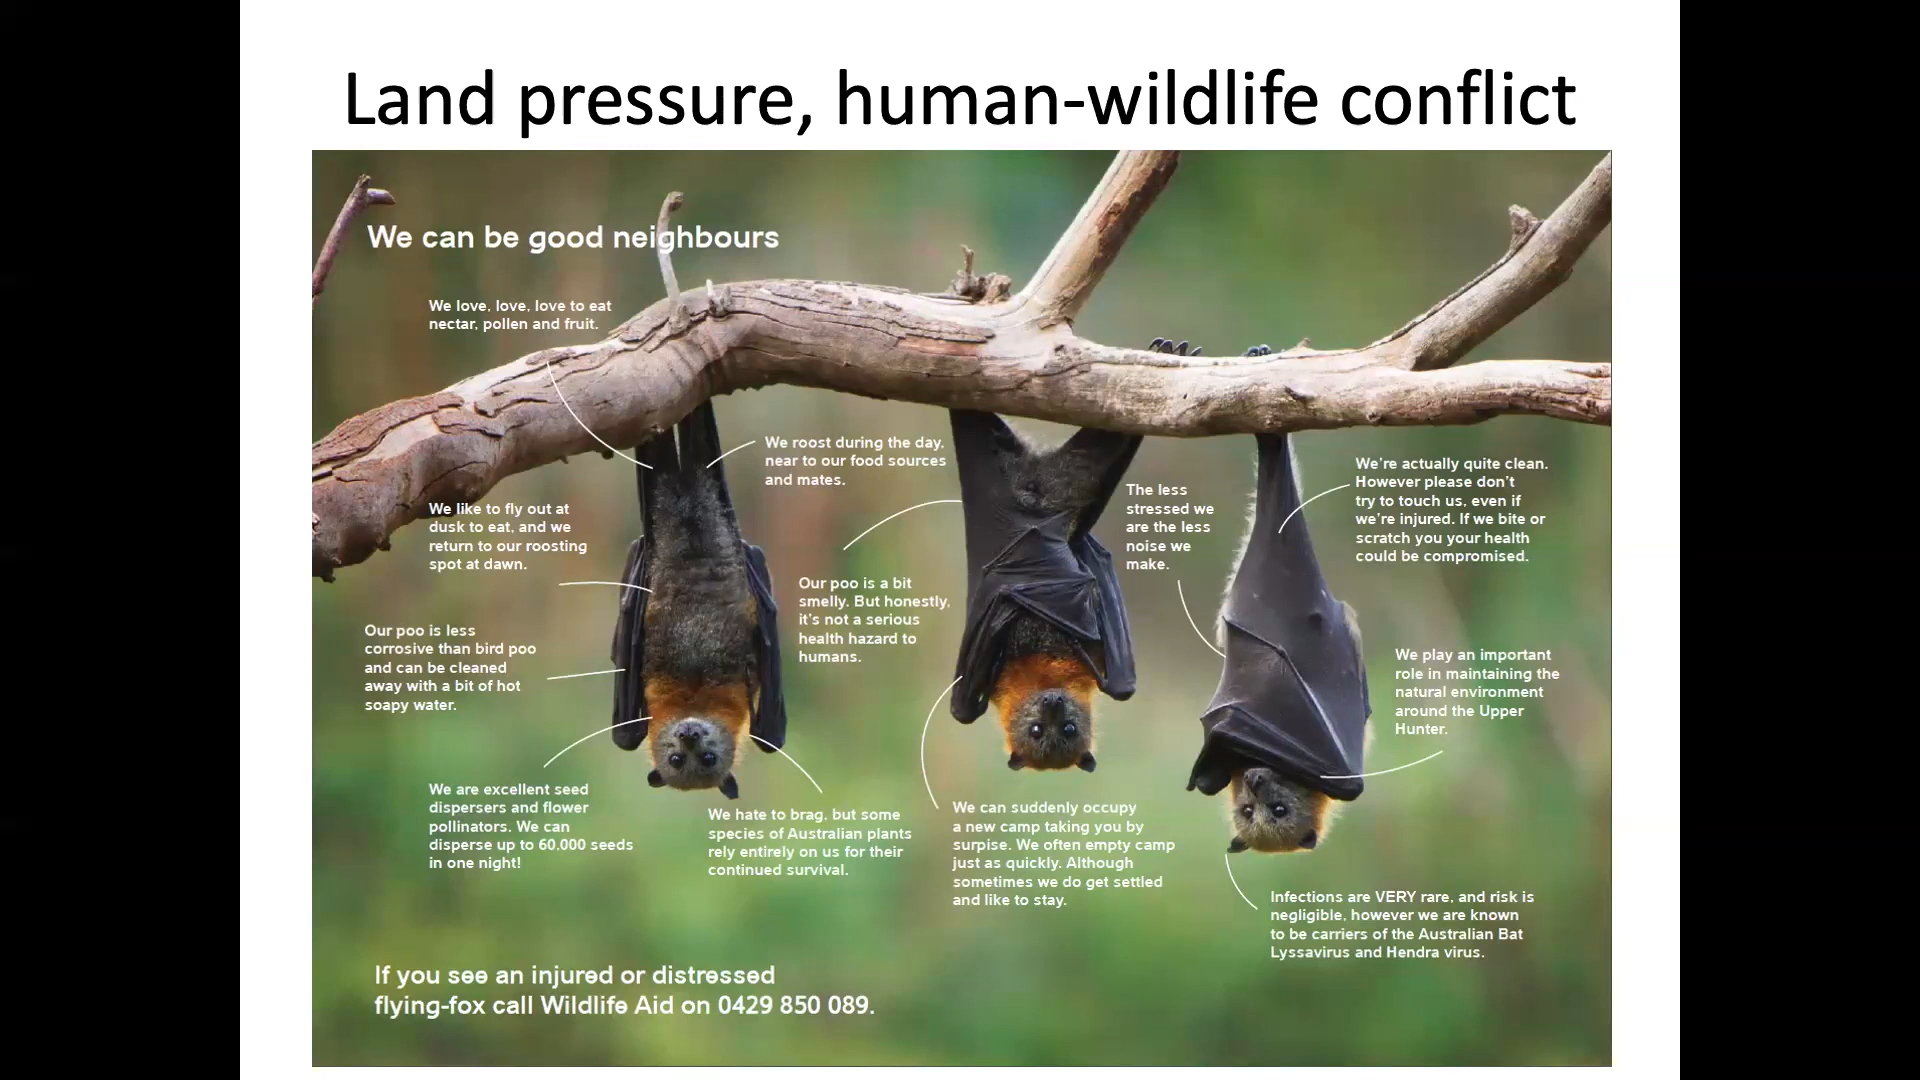 Land pressure, human-wildlife conflict
We can be good neighbours
We love, love, love to eat
nectar, pollen and fruit.
We roost during the day,
near to our food sources
and mates.
We like to fly out at
dusk to eat, and we
return to our roosting
spot at dawn.
Our poo is less
corrosive than bird poo
and can be cleaned
away with a bit of hot
soapy water.
We are excellent seed
dispersers and flower
pollinators. We can
disperse up to 60,000 seeds
in one night!
We hate to brag, but some
species of Australian plants
rely entirely on us for their
continued survival.
Our poo is a bit
smelly. But honestly,
it's not a serious
health hazard to
humans.
We can suddenly occupy
a new camp taking you by
surpise. We often empty camp
just as quickly. Although
sometimes we do get settled
and like to stay.
The less
stressed we
are the less
noise we
make.
We're actually quite clean.
However please don't
try to touch us, even if
we're injured. If we bite or
scratch you your health
could be compromised.
We play an important
role in maintaining the
natural environment
around the Upper
Hunter.
Infections are VERY rare, and risk is
negligible, however we are known
to be carriers of the Australian Bat
Lyssavirus and Hendra virus.
If you see an injured or distressed
flying-fox call Wildlife Aid on 0429 850 089.